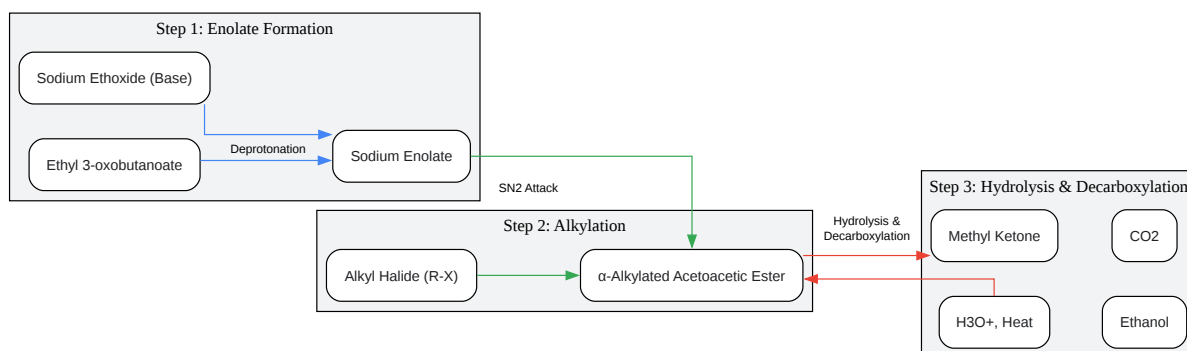 Step 1: Enolate Formation
Sodium Ethoxide (Base)
Deprotonation
Ethyl 3-oxobutanoate
Sodium Enolate
SN2 Attack
Step 2: Alkylation
Alkyl Halide (R-X)
α-Alkylated Acetoacetic Ester
Hydrolysis &
Decarboxylation
Step 3: Hydrolysis & Decarboxylation
Methyl Ketone
CO2
H3O+, Heat
Ethanol